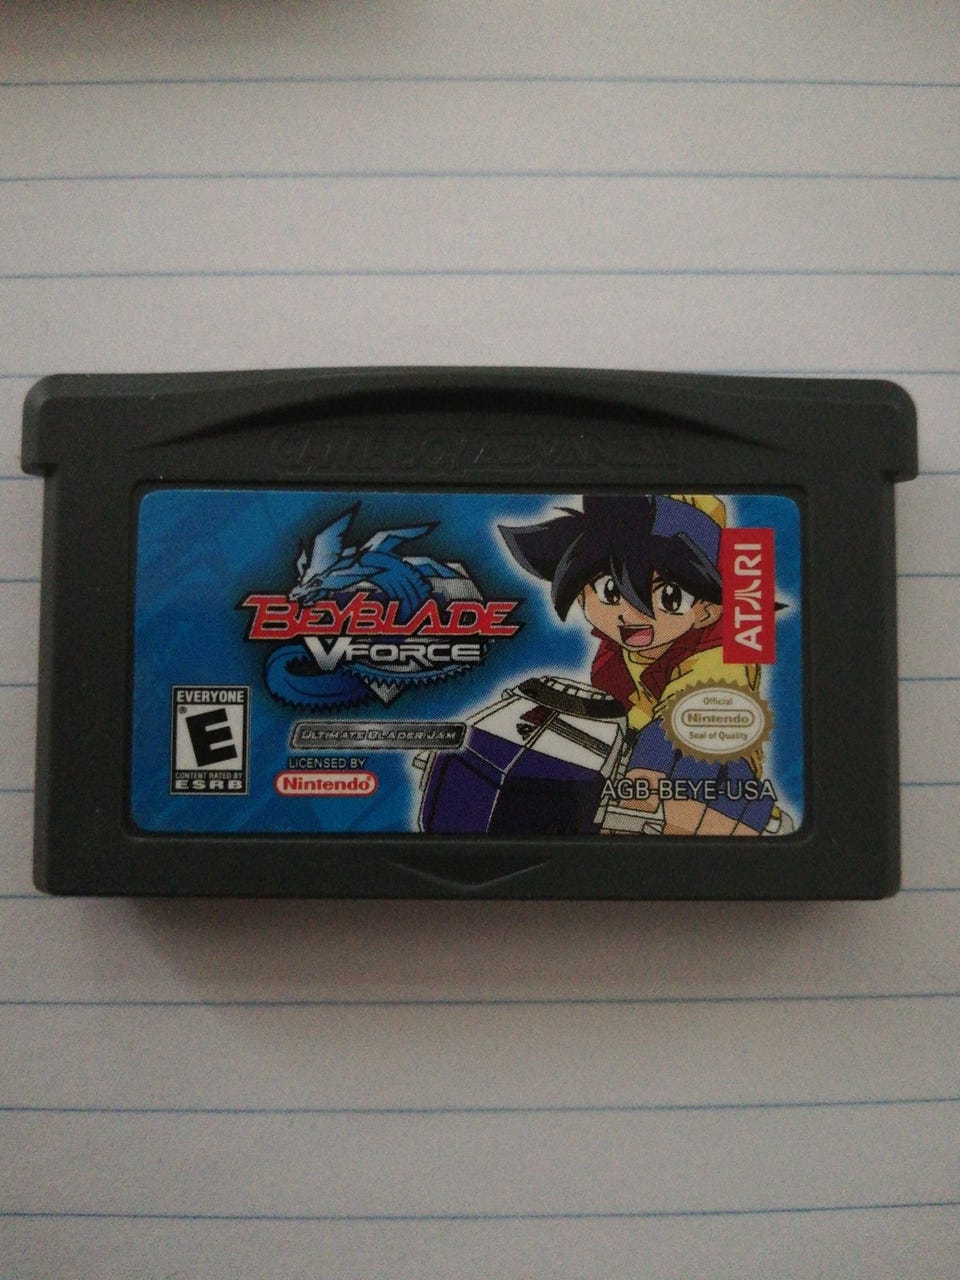 GAME BOY ADVANCE
BEYBLADE
VFORCE
ULTIMATE BLADER JAM
LICENSED BY
Nintendo®
EVERYONE
E®
CONTENT RATED BY
ESRB
ATARI
Official
Nintendo
Seal of Quality
AGB-BEYE-USA